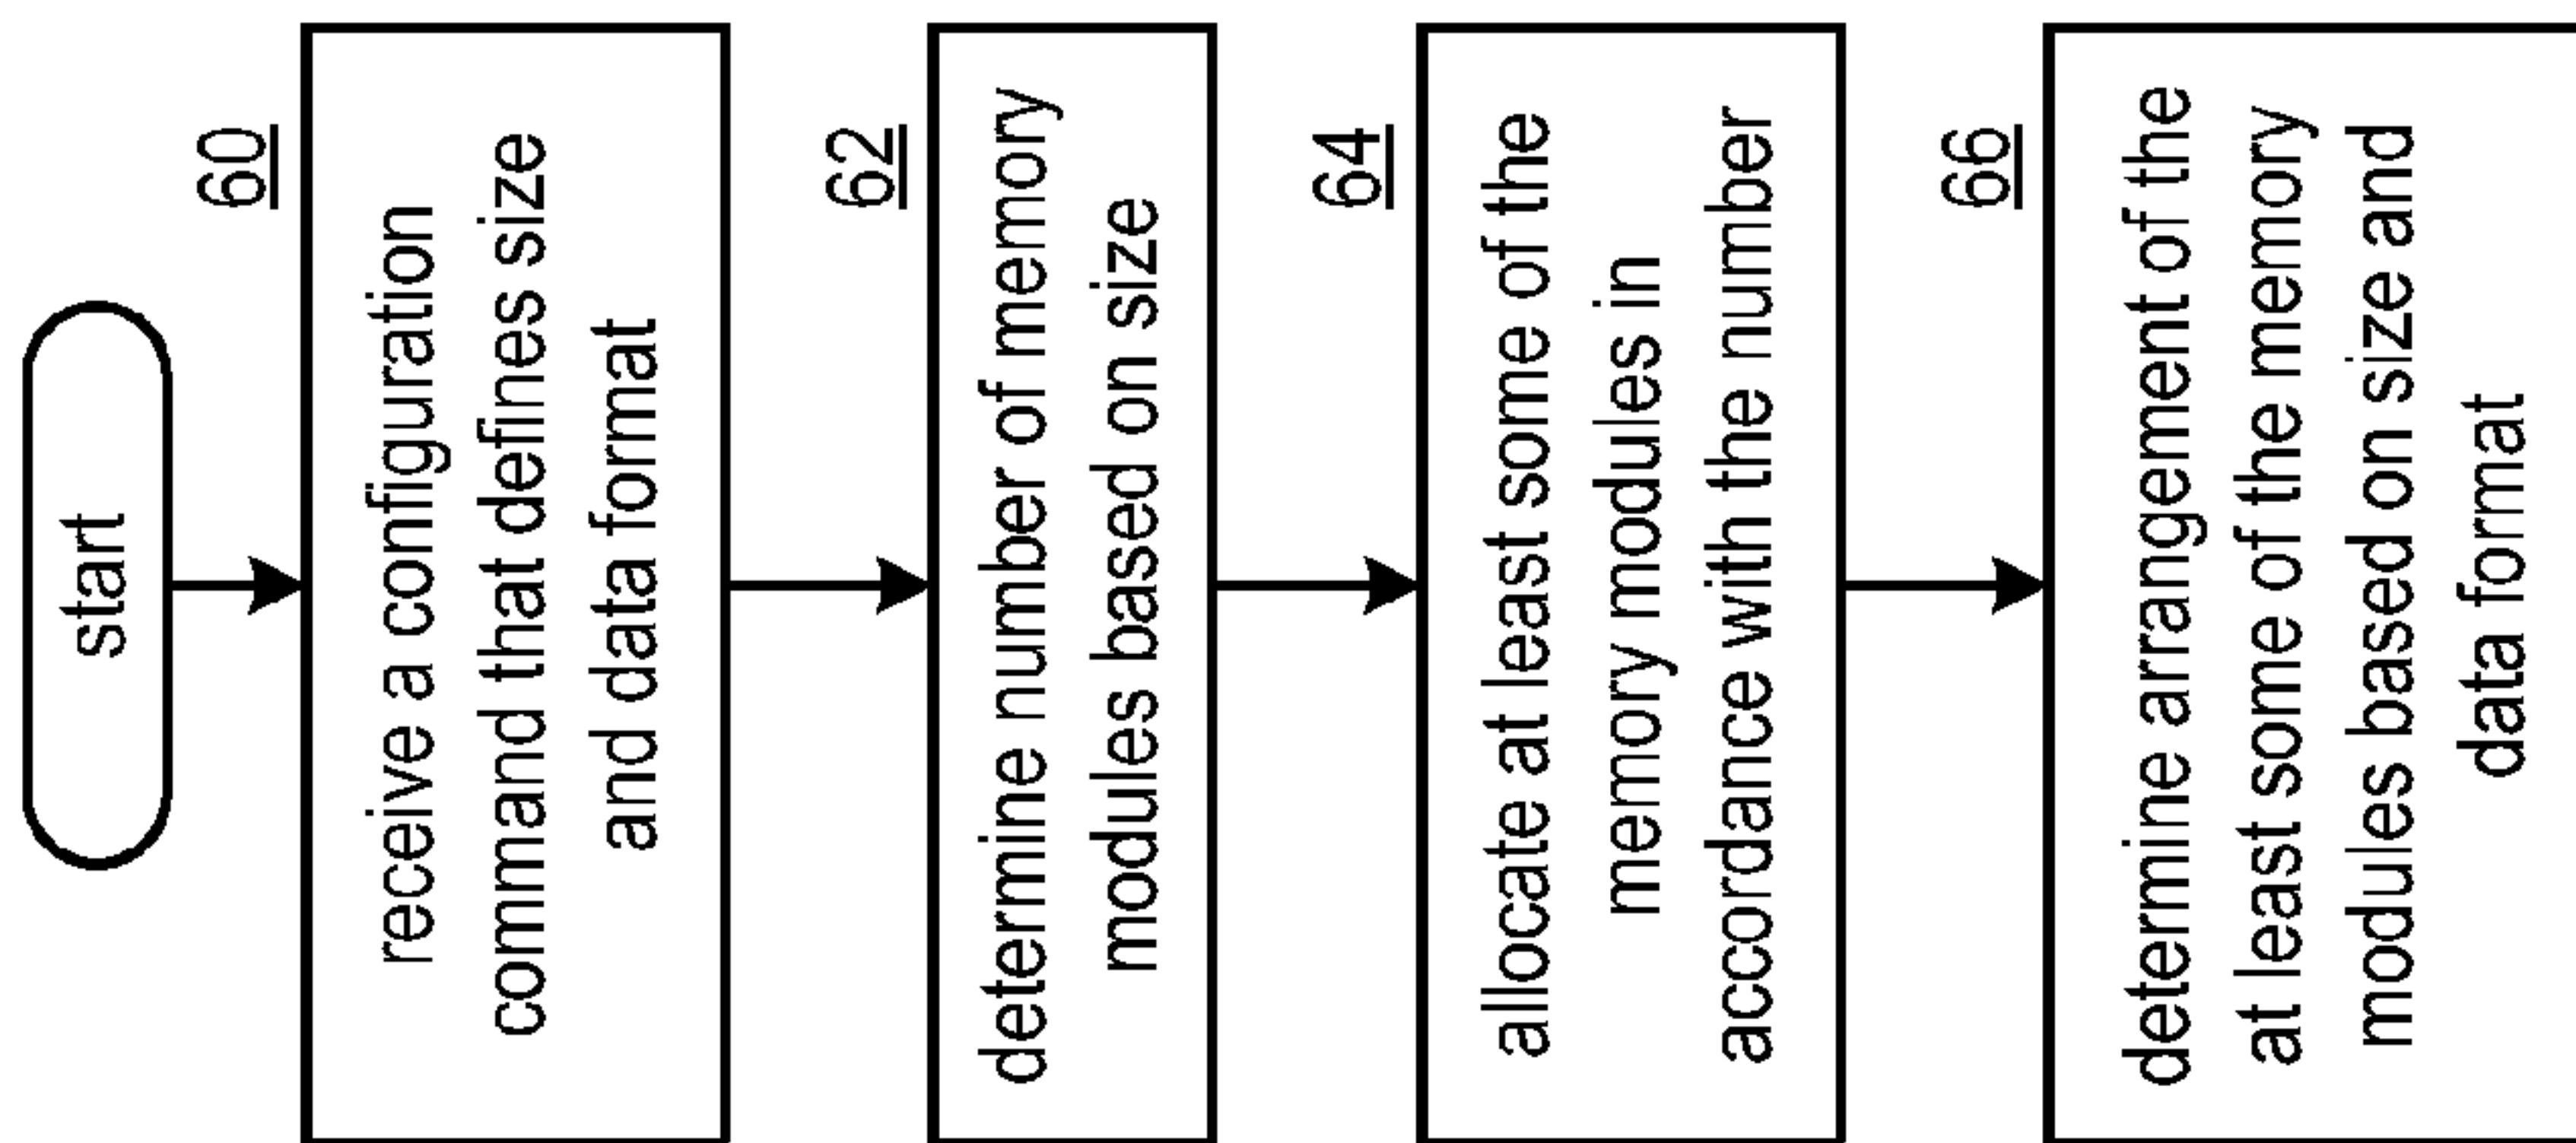 start
60
receive a configuration
command that defines size
and data format
62
determine number of memory
modules based on size
64
allocate at least some of the
memory modules in
accordance with the number
66
determine arrangement of the
at least some of the memory
modules based on size and
data format